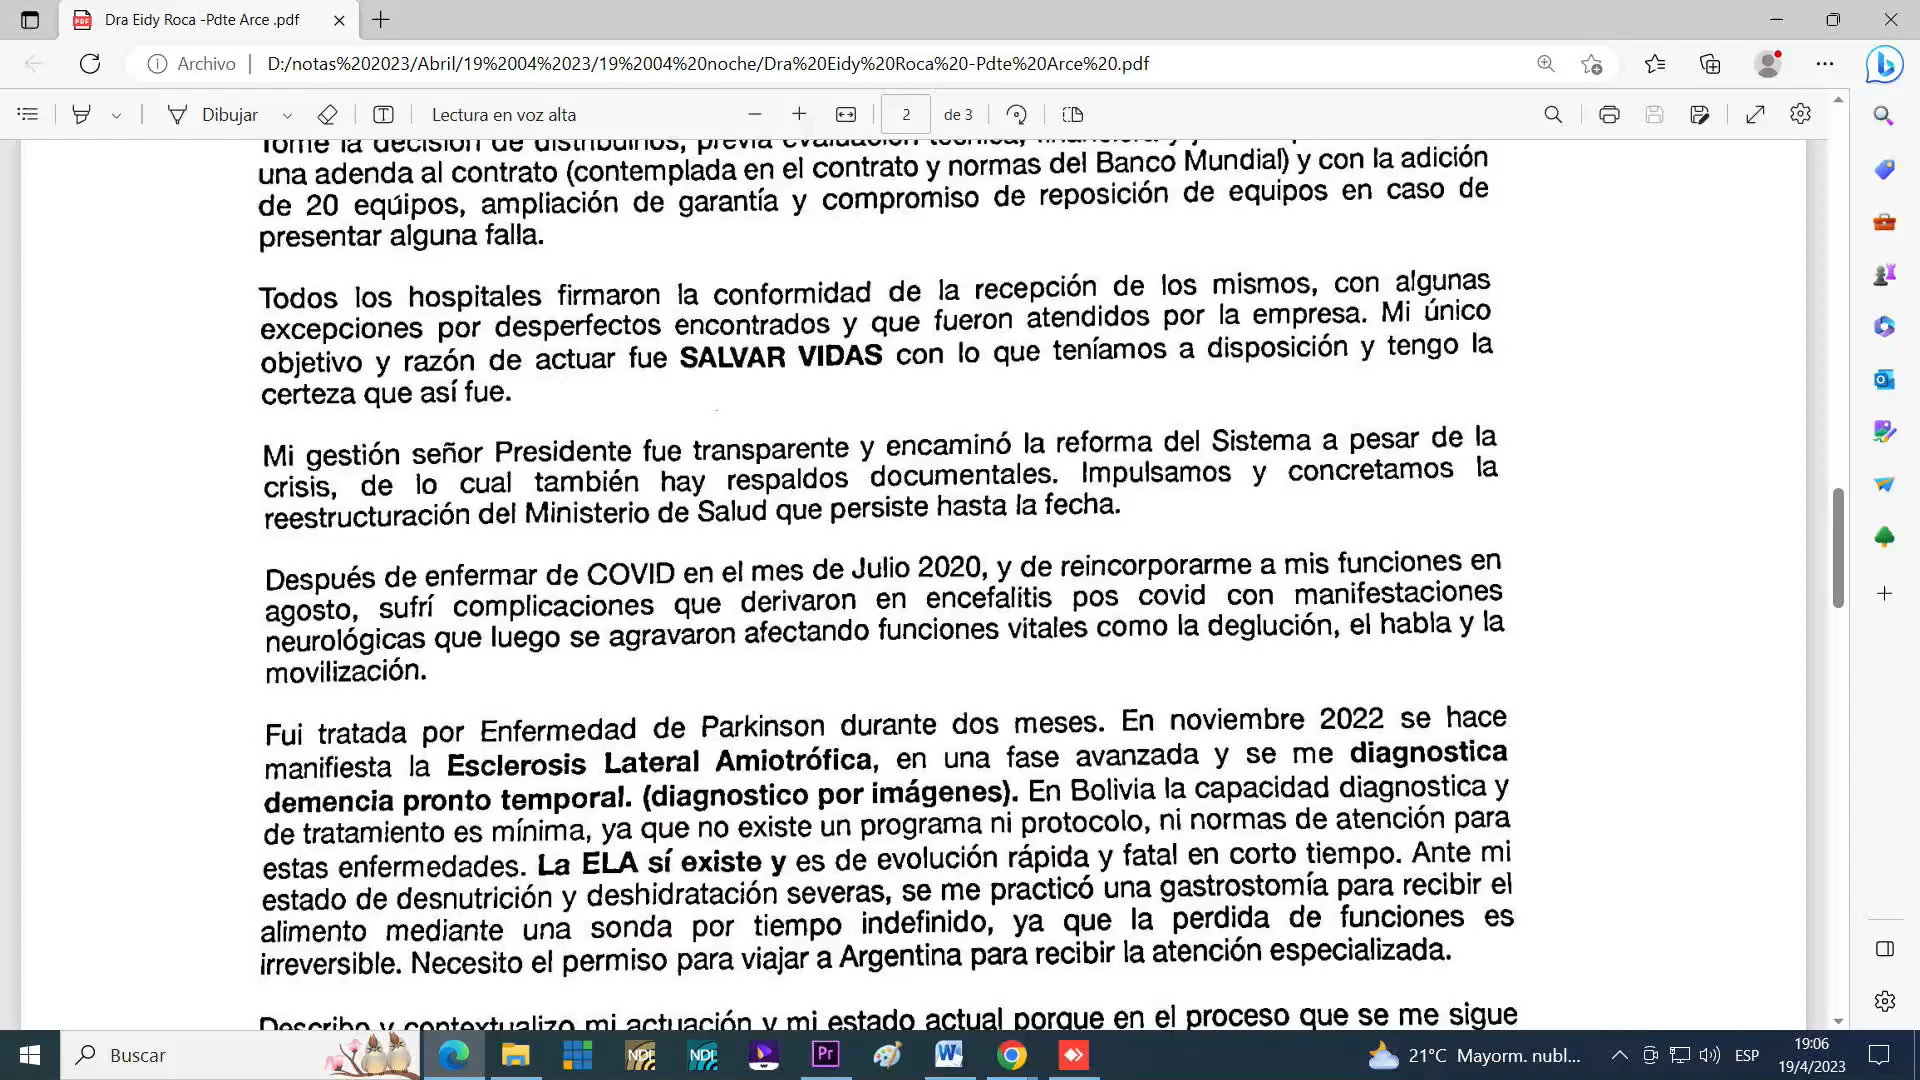 Dra Eidy Roca -Pdte Arce .pdf
Archivo D:/notas%202023/Abril/19%2004%2023/19%2004%20noche/Dra%20Eidy%20Roca%20-Pdte%20Arce%20.pdf
Dibujar Lectura en voz alta 2 de 3
Tome la decisión de distribuirlos, previa evaluación técnica,
una adenda al contrato (contemplada en el contrato y normas del Banco Mundial) y con la adición
de 20 equipos, ampliación de garantía y compromiso de reposición de equipos en caso de
presentar alguna falla.
Todos los hospitales firmaron la conformidad de la recepción de los mismos, con algunas
excepciones por desperfectos encontrados y que fueron atendidos por la empresa. Mi único
objetivo y razón de actuar fue SALVAR VIDAS con lo que teníamos a disposición y tengo la
certeza que así fue.
Mi gestión señor Presidente fue transparente y encaminó la reforma del Sistema a pesar de la
crisis, de lo cual también hay respaldos documentales. Impulsamos y concretamos la
reestructuración del Ministerio de Salud que persiste hasta la fecha.
Después de enfermar de COVID en el mes de Julio 2020, y de reincorporarme a mis funciones en
agosto, sufrí complicaciones que derivaron en encefalitis pos covid con manifestaciones
neurológicas que luego se agravaron afectando funciones vitales como la deglución, el habla y la
movilización.
Fui tratada por Enfermedad de Parkinson durante dos meses. En noviembre 2022 se hace
manifiesta la Esclerosis Lateral Amiotrófica, en una fase avanzada y se me diagnostica
demencia pronto temporal. (diagnostico por imágenes). En Bolivia la capacidad diagnostica y
de tratamiento es mínima, ya que no existe un programa ni protocolo, ni normas de atención para
estas enfermedades. La ELA sí existe y es de evolución rápida y fatal en corto tiempo. Ante mi
estado de desnutrición y deshidratación severas, se me practicó una gastrostomía para recibir el
alimento mediante una sonda por tiempo indefinido, ya que la perdida de funciones es
irreversible. Necesito el permiso para viajar a Argentina para recibir la atención especializada.
Describo y contextualizo mi actuación y mi estado actual porque en el proceso que se me sigue
Buscar 21°C Mayorm. nubl... ESP 19:06
19/4/2023